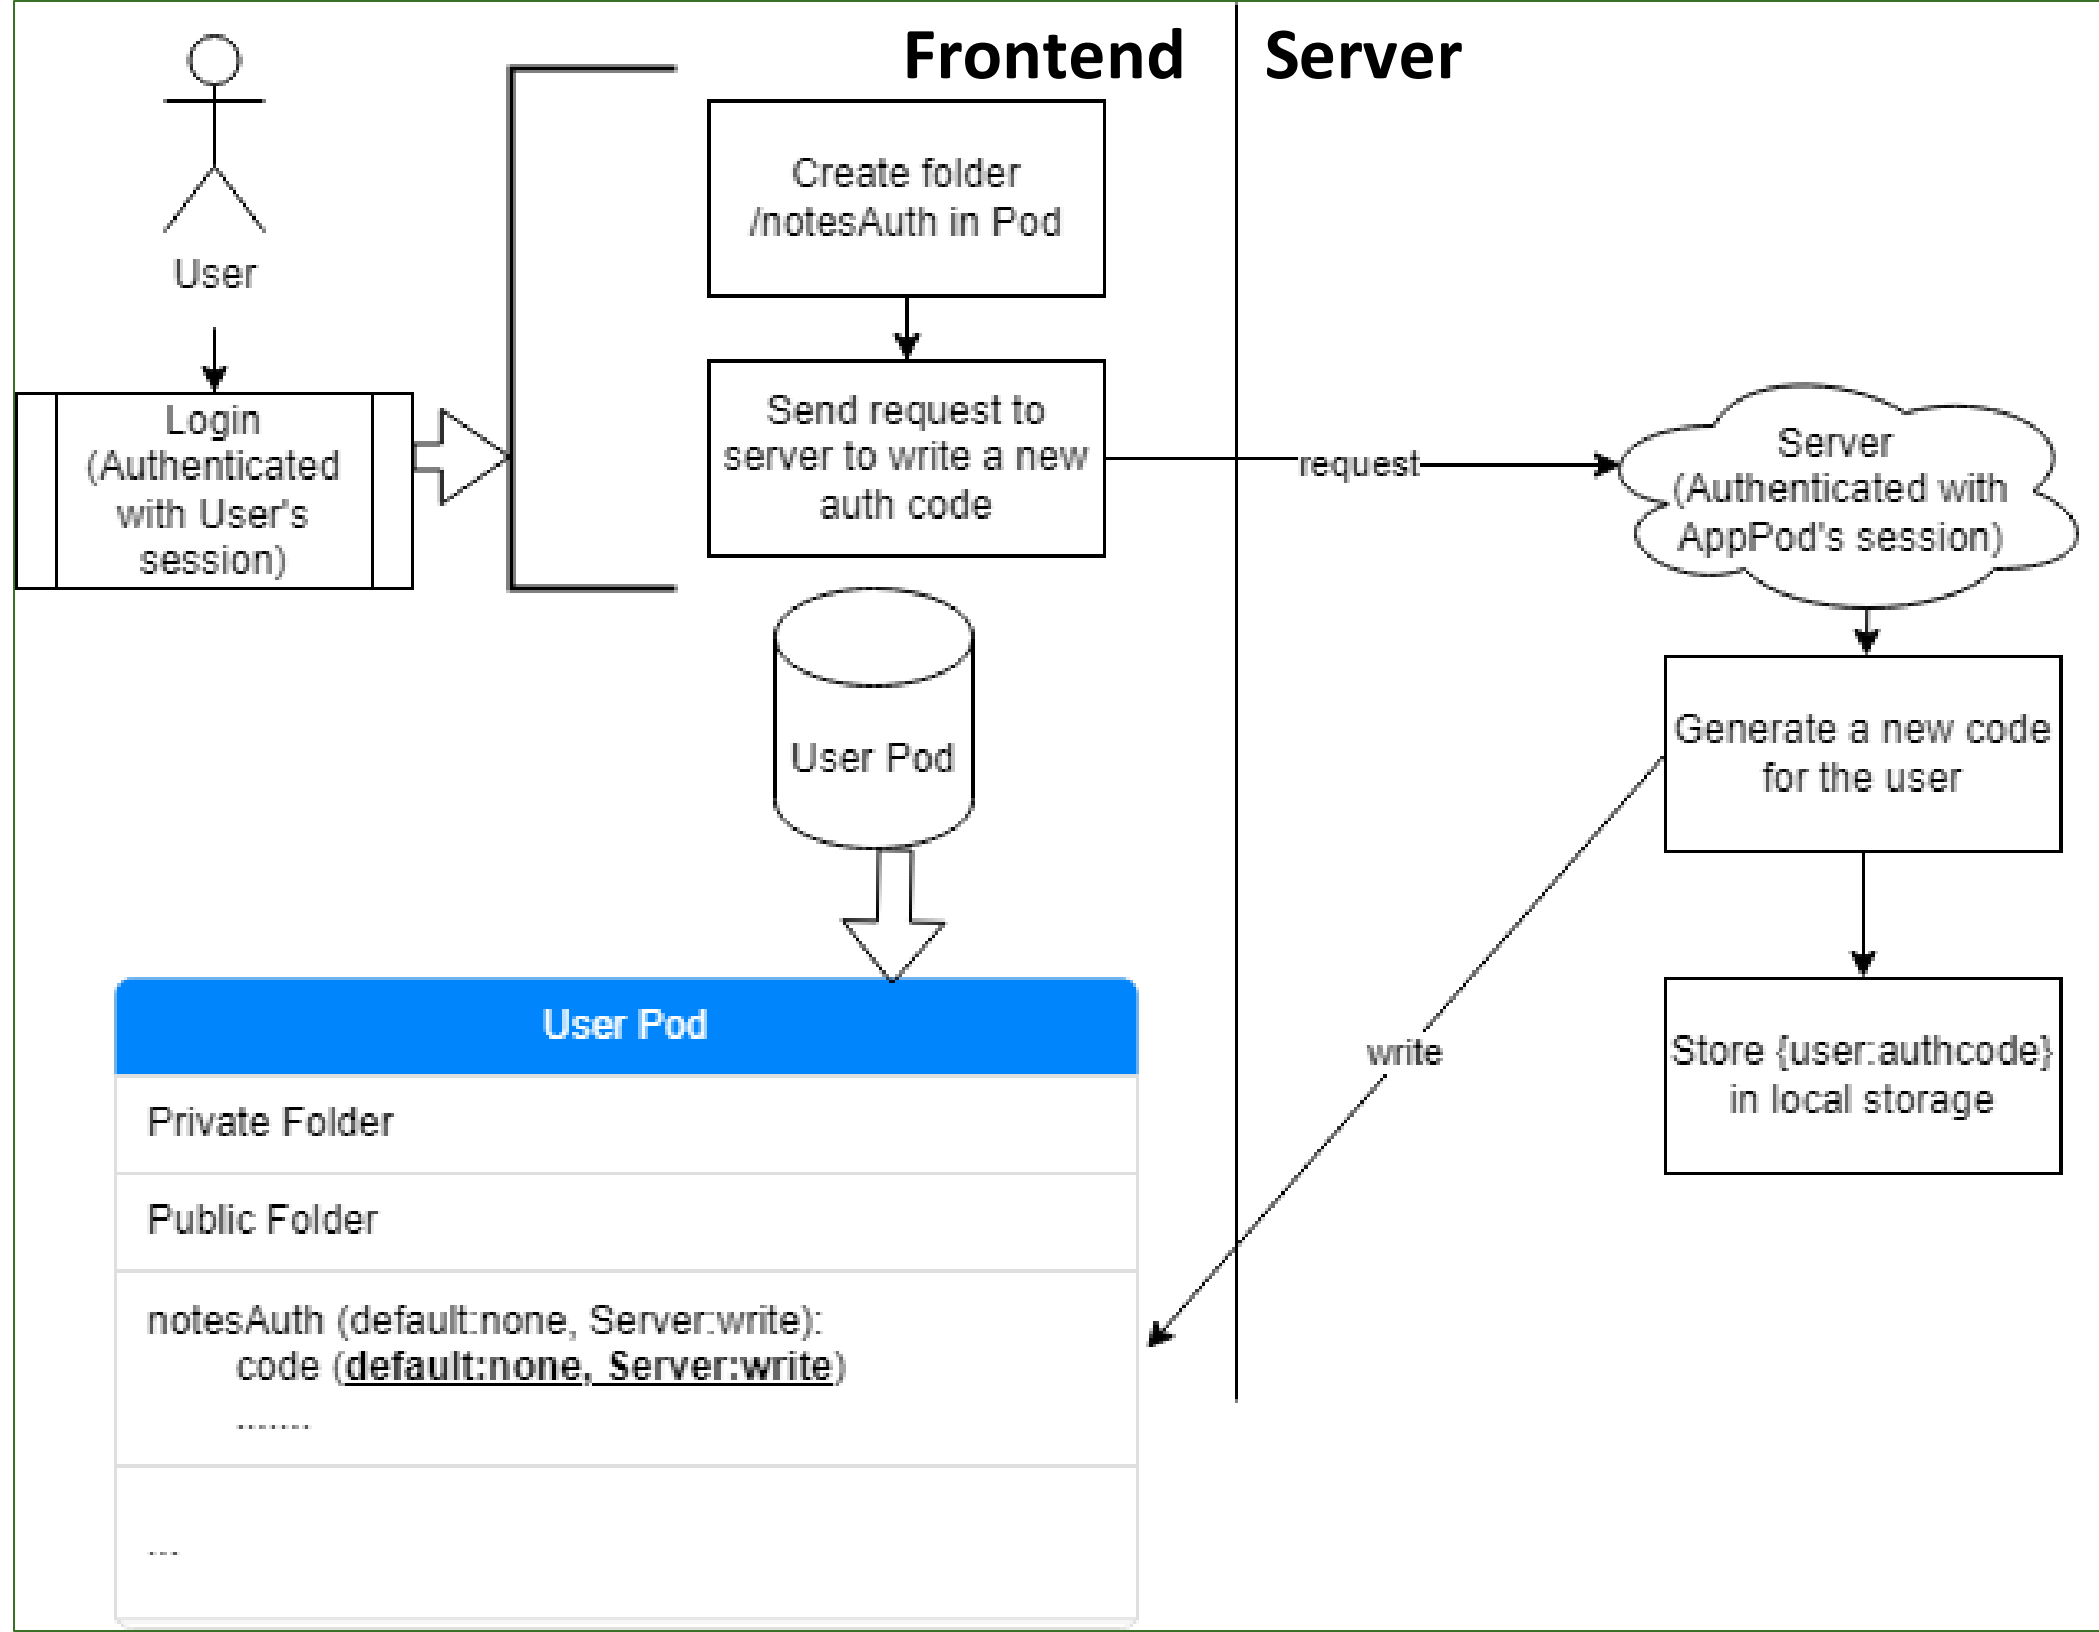 Frontend
Server
User
Login
(Authenticated
with User's
session)
Create folder
/notesAuth in Pod
Send request to
server to write a new
auth code
request
Server
(Authenticated with
AppPod's session)
Generate a new code
for the user
Store {user:authcode}
in local storage
write
User Pod
User Pod
Private Folder
Public Folder
notesAuth (default:none, Server:write):
code (default:none, Server:write)
.......
...